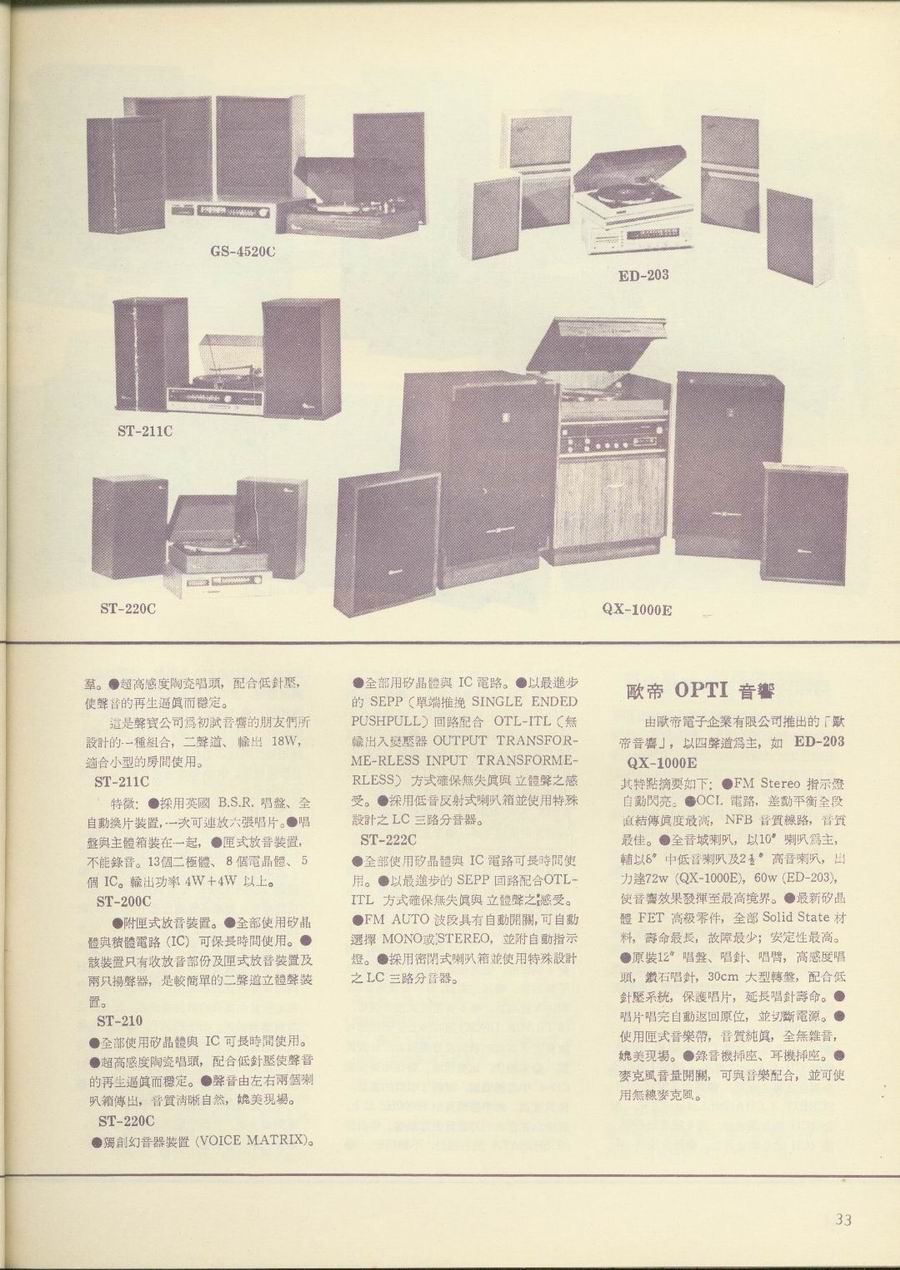 GS-4520C
ED-203
ST-211C
QX-1000E
ST-220C
羣。●超高感度陶瓷唱頭，配合低針壓，
使聲音的再生逼眞而穩定。
這是聲寶公司爲初試音響的朋友們所
設計的一種組合，二聲道、輸出 18W，
適合小型的房間使用。
ST-211C
特徵：●採用英國 B.S.R. 唱盤、全
自動換片裝置，一次可連放六張唱片。●唱
盤與主體箱裝在一起，●匣式放音裝置，
不能錄音。13個二極體、8 個電晶體、5
個 IC。輸出功率 4W＋4W 以上。
ST-200C
●附匣式放音裝置。●全部使用矽晶
體與積體電路 (IC) 可保長時間使用。●
該裝置只有收放音部份及匣式放音裝置及
兩只揚聲器，是較簡單的二聲道立體聲裝
置。
ST-210
●全部使用矽晶體與 IC 可長時間使用。
●超高感度陶瓷唱頭，配合低針壓使聲音
的再生逼眞而穩定。●聲音由左右兩個喇
叭箱傳出，音質清晰自然，媲美現場。
ST-220C
●獨創幻音器裝置 (VOICE MATRIX)。
●全部用矽晶體與 IC 電路。●以最進步
的 SEPP〔單端推挽 SINGLE ENDED
PUSHPULL〕回路配合 OTL-ITL〔無
輸出入變壓器 OUTPUT TRANSFOR-
ME-RLESS INPUT TRANSFORME-
RLESS〕方式確保無失眞與立體聲之感
受。●採用低音反射式喇叭箱並使用特殊
設計之 LC 三路分音器。
ST-222C
●全部使用矽晶體與 IC 電路可長時間使
用。●以最進步的 SEPP 回路配合OTL-
ITL 方式確保無失眞與 立體聲之感受。
●FM AUTO 波段具有自動開關，可自動
選擇 MONO或STEREO，並附自動指示
燈。●採用密閉式喇叭箱並使用特殊設計
之 LC 三路分音器。
歐帝 OPTI 音響
由歐帝電子企業有限公司推出的「歐
帝音響」，以四聲道爲主，如 ED-203
QX-1000E
其特點摘要如下：●FM Stereo 指示燈
自動閃亮。●OCL 電路，差動平衡全段
直結傳眞度最高，NFB 音質線路，音質
最佳。●全音域喇叭，以10″ 喇叭爲主，
輔以8″ 中低音喇叭及2½″ 高音喇叭，出
力達72w (QX-1000E)，60w (ED-203)，
使音響效果發揮至最高境界。●最新矽晶
體 FET 高級零件，全部 Solid State 材
料，壽命最長，故障最少；安定性最高。
●原裝12″ 唱盤、唱針、唱臂，高感度唱
頭，鑽石唱針，30cm 大型轉盤，配合低
針壓系統，保護唱片，延長唱針壽命。●
唱片唱完自動返回原位，並切斷電源。●
使用匣式音樂帶，音質純眞，全無雜音，
媲美現場。●錄音機插座、耳機插座。●
麥克風音量開關，可與音樂配合，並可使
用無線麥克風。
33